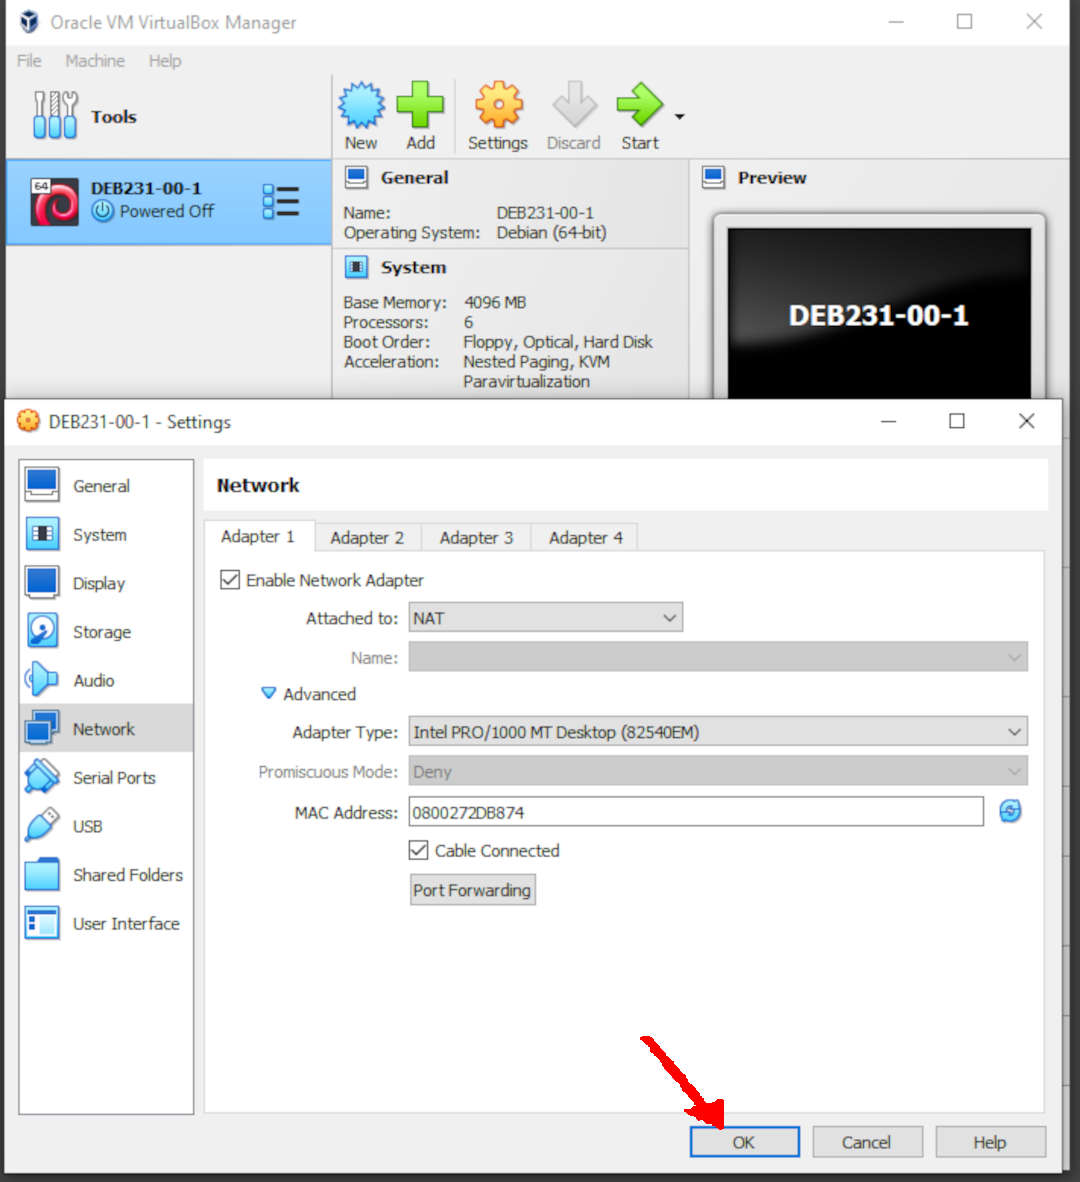 Oracle VM VirtualBox Manager
File Machine Help
Tools
New Add Settings Discard Start
64
DEB231-00-1
Powered Off
General
Name: DEB231-00-1
Operating System: Debian (64-bit)
System
Base Memory: 4096 MB
Processors: 6
Boot Order: Floppy, Optical, Hard Disk
Acceleration: Nested Paging, KVM
Paravirtualization
Preview
DEB231-00-1
DEB231-00-1 - Settings
General
System
Display
Storage
Audio
Network
Serial Ports
USB
Shared Folders
User Interface
Network
Adapter 1 Adapter 2 Adapter 3 Adapter 4
Enable Network Adapter
Attached to: NAT
Name:
Advanced
Adapter Type: Intel PRO/1000 MT Desktop (82540EM)
Promiscuous Mode: Deny
MAC Address: 0800272DB874
Cable Connected
Port Forwarding
OK Cancel Help